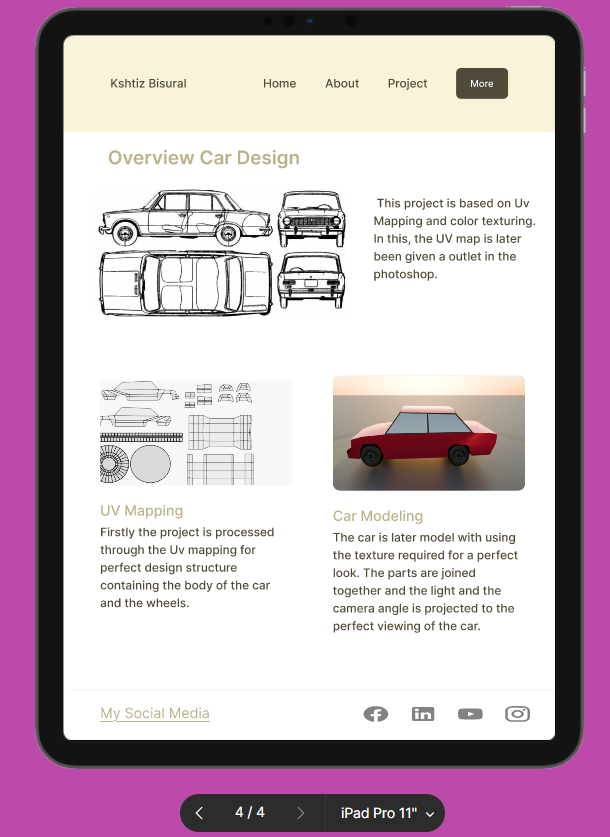 Kshtiz Bisural Home About Project More
Overview Car Design
This project is based on Uv
Mapping and color texturing.
In this, the UV map is later
been given a outlet in the
photoshop.
UV Mapping
Firstly the project is processed
through the Uv mapping for
perfect design structure
containing the body of the car
and the wheels.
Car Modeling
The car is later model with using
the texture required for a perfect
look. The parts are joined
together and the light and the
camera angle is projected to the
perfect viewing of the car.
My Social Media
4 / 4 iPad Pro 11"